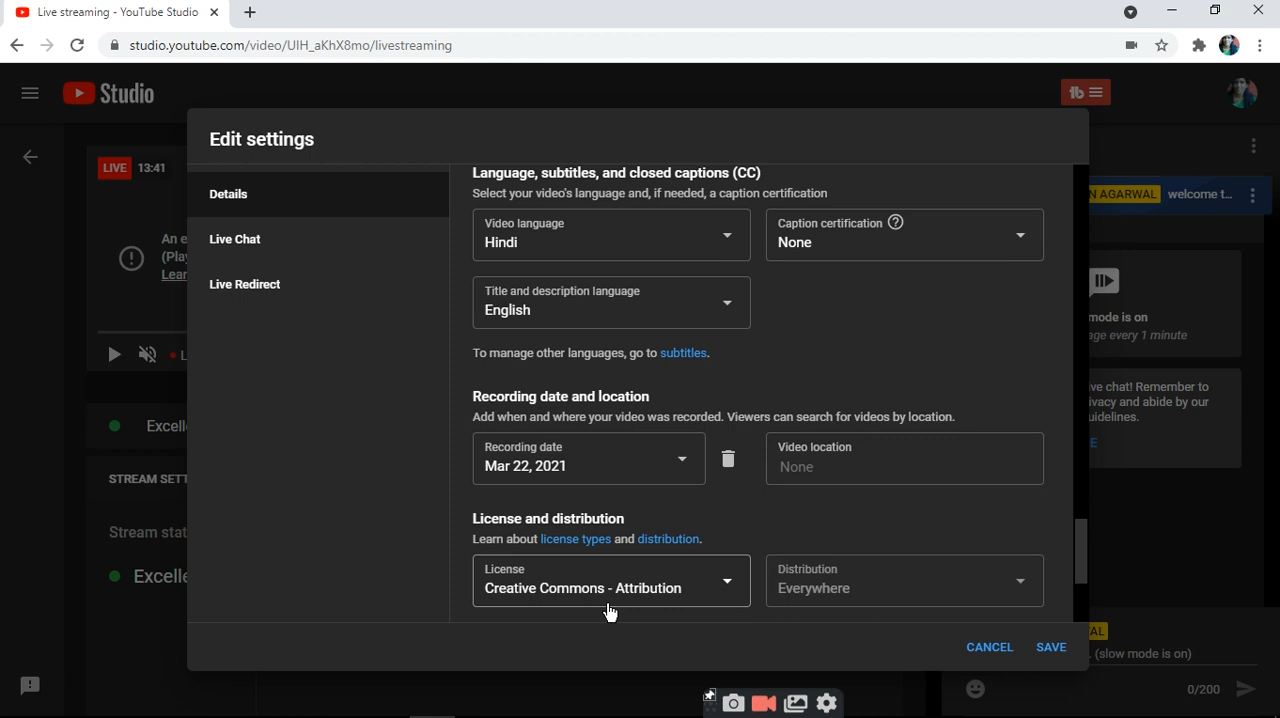 Live streaming - YouTube Studio
studio.youtube.com/video/UIH_aKhX8mo/livestreaming
Studio
Edit settings
LIVE 13:41
Details
Live Chat
Live Redirect
Language, subtitles, and closed captions (CC)
Select your video's language and, if needed, a caption certification
Video language
Hindi
Caption certification
None
Title and description language
English
To manage other languages, go to subtitles.
Recording date and location
Add when and where your video was recorded. Viewers can search for videos by location.
Recording date
Mar 22, 2021
Video location
None
License and distribution
Learn about license types and distribution.
License
Creative Commons - Attribution
Distribution
Everywhere
CANCEL
SAVE
An e
(Pla
Lear
L
Excelle
STREAM SETT
Stream stat
Excelle
N AGARWAL welcome t...
mode is on
age every 1 minute
ve chat! Remember to
ivacy and abide by our
uidelines.
E
AL
. (slow mode is on)
0/200